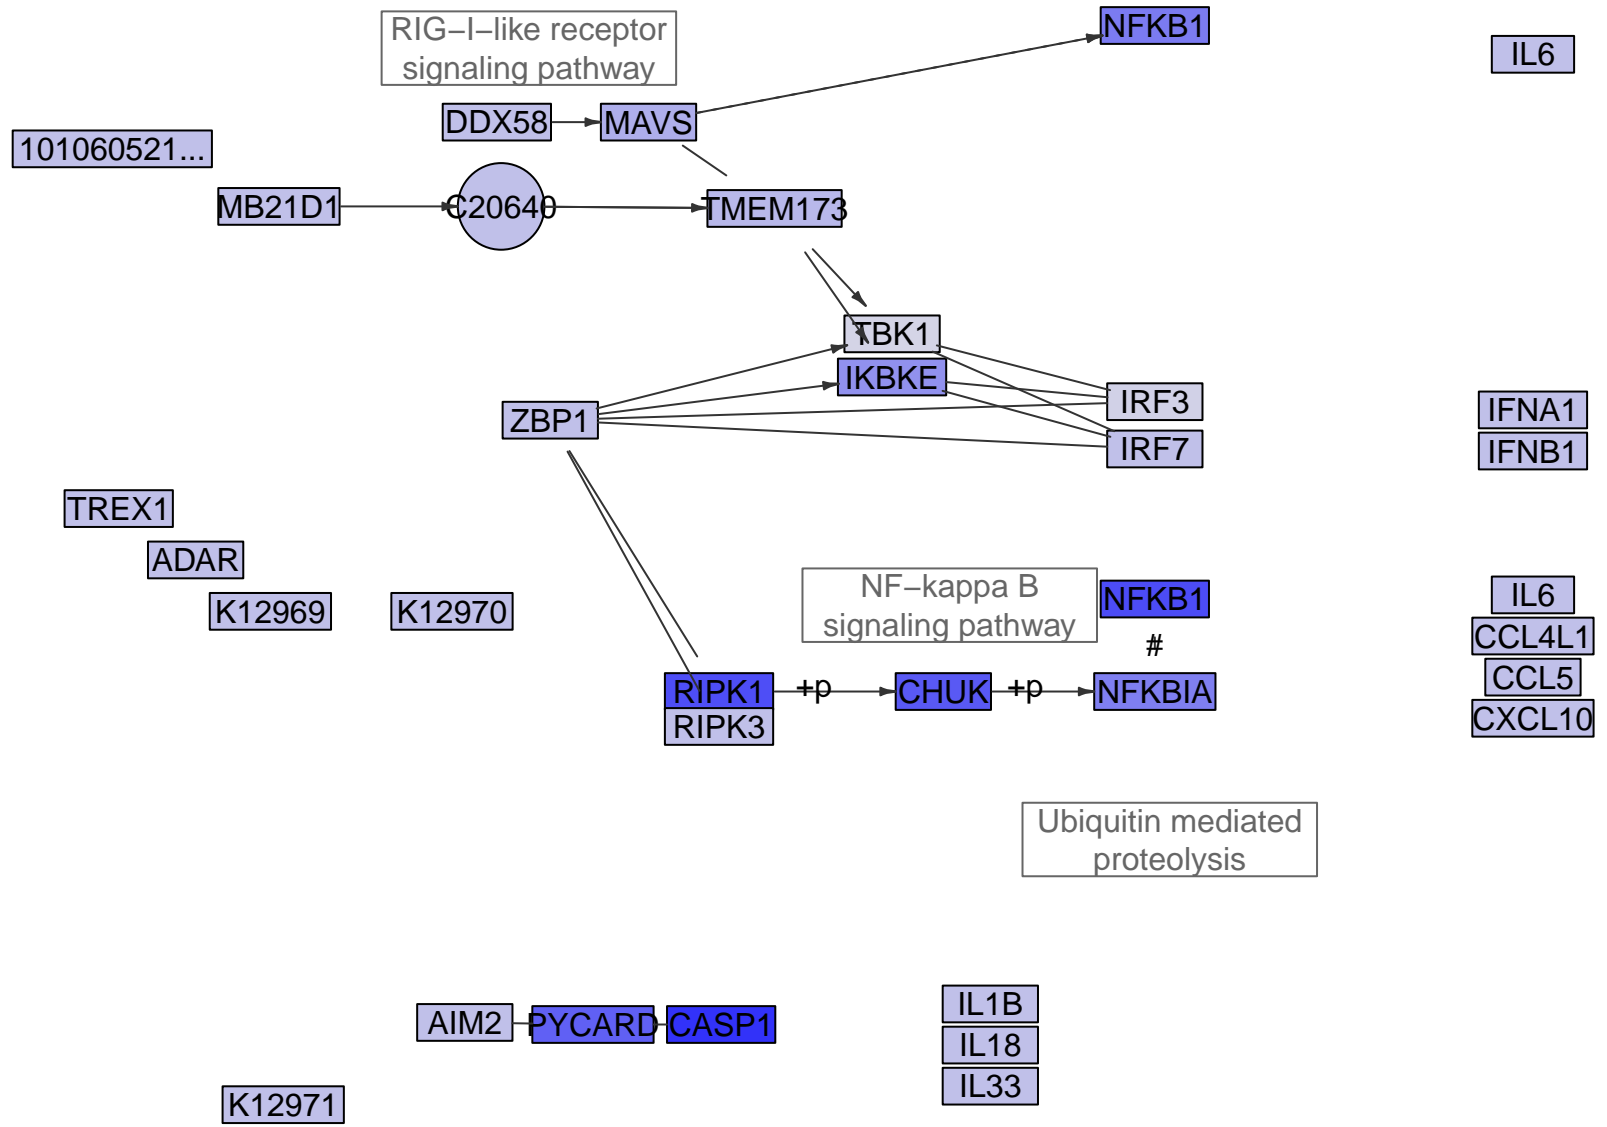 RIG−I−like receptor
signaling pathway
NFKB1
IL6
DDX58
MAVS
101060521...
MB21D1
C20640
TMEM173
TBK1
IKBKE
ZBP1
IRF3
IRF7
IFNA1
IFNB1
TREX1
ADAR
K12969
K12970
NF−kappa B
signaling pathway
NFKB1
#
IL6
CCL4L1
CCL5
CXCL10
RIPK1
+p
CHUK
+p
NFKBIA
RIPK3
Ubiquitin mediated
proteolysis
AIM2
PYCARD
CASP1
IL1B
IL18
IL33
K12971